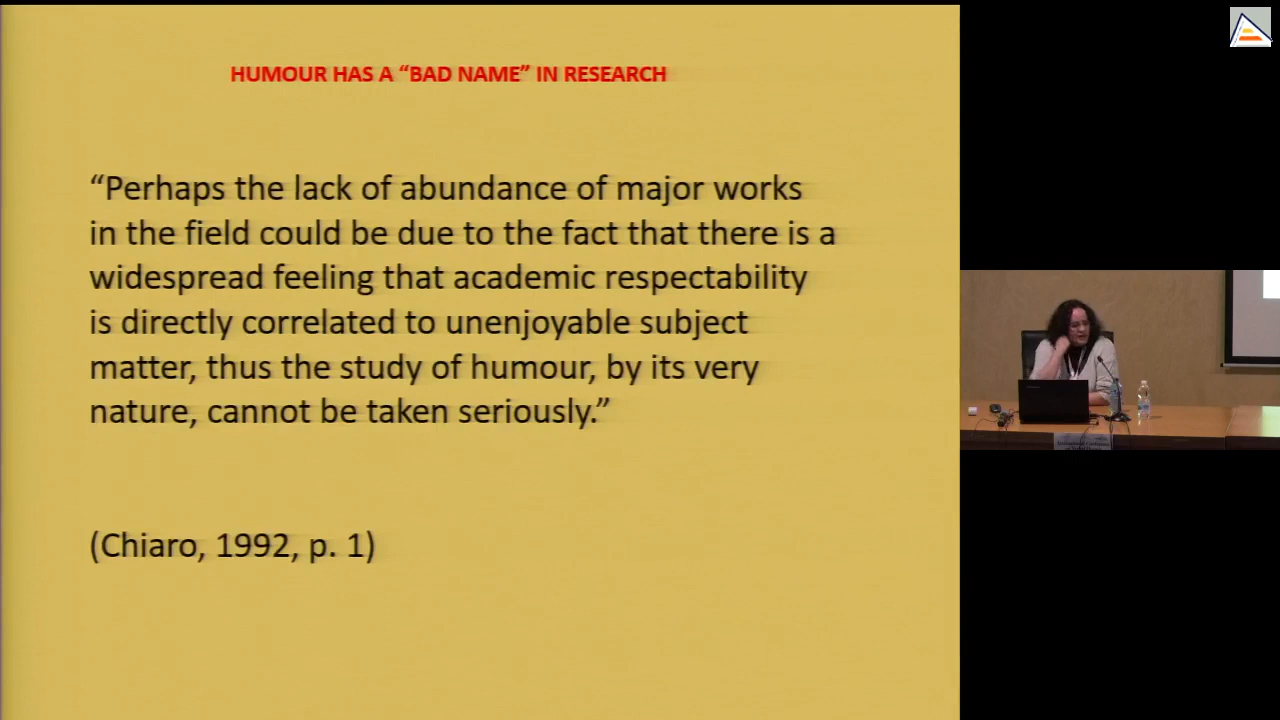 HUMOUR HAS A “BAD NAME” IN RESEARCH
“Perhaps the lack of abundance of major works
in the field could be due to the fact that there is a
widespread feeling that academic respectability
is directly correlated to unenjoyable subject
matter, thus the study of humour, by its very
nature, cannot be taken seriously.”
(Chiaro, 1992, p. 1)